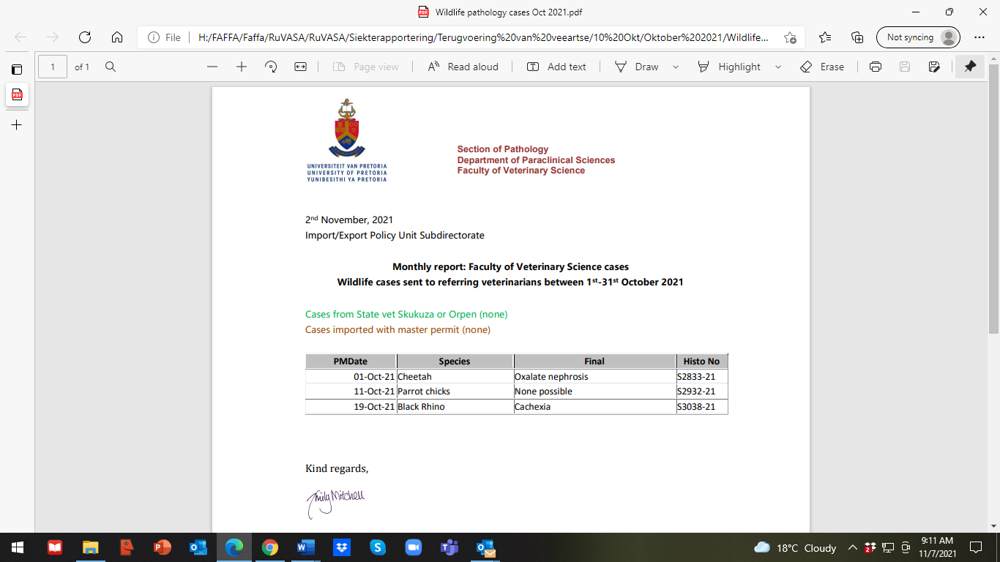 Wildlife pathology cases Oct 2021.pdf
File H:/FAFFA/Faffa/RuVASA/RuVASA/Siekterapportering/Terugvoering%20van%20veeartse/10%20Okt/Oktober%202021/Wildlife...
Not syncing
1 of 1 Page view Read aloud Add text Draw Highlight Erase
UNIVERSITEIT VAN PRETORIA
UNIVERSITY OF PRETORIA
YUNIBESITHI YA PRETORIA
Section of Pathology
Department of Paraclinical Sciences
Faculty of Veterinary Science
2nd November, 2021
Import/Export Policy Unit Subdirectorate
Monthly report: Faculty of Veterinary Science cases
Wildlife cases sent to referring veterinarians between 1st-31st October 2021
Cases from State vet Skukuza or Orpen (none)
Cases imported with master permit (none)
PMDate Species Final Histo No
01-Oct-21 Cheetah Oxalate nephrosis S2833-21
11-Oct-21 Parrot chicks None possible S2932-21
19-Oct-21 Black Rhino Cachexia S3038-21
Kind regards,
Emily Mitchell
18°C Cloudy
9:11 AM
11/7/2021